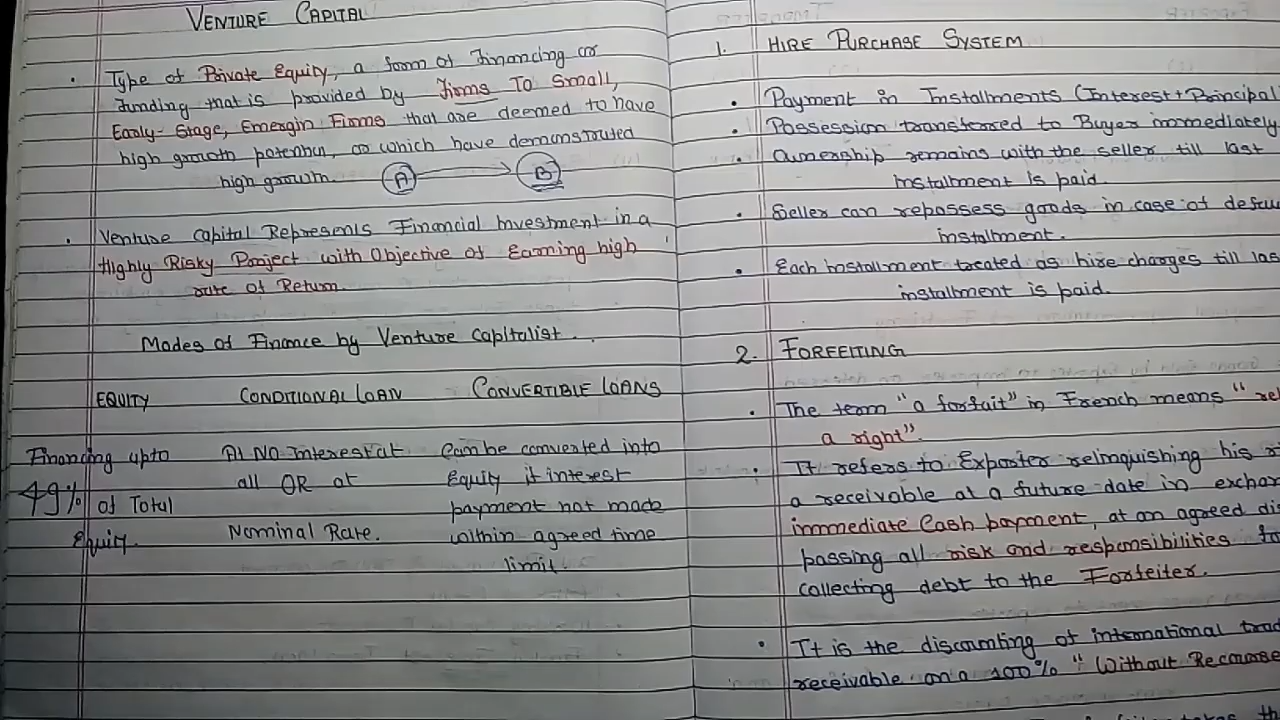 VENTURE CAPITAL
• Type of Private Equity, a form of Financing or
funding that is provided by Firms To Small,
Early-Stage, Emergin Firms that are deemed to have
high growth potential, or which have demonstrated
high growth. A → B
• Venture Capital Represents Financial Investment in a
Highly Risky Project with Objective of Earning high
rate of Return.
Modes of Finance by Venture Capitalist..
EQUITY CONDITIONAL LOAN CONVERTIBLE LOANS
Financing upto At NO Interest at Can be converted into
49% all OR at Equity if interest
of Total Nominal Rate. payment not made
Equity. within agreed time
limit.
1. HIRE PURCHASE SYSTEM
• Payment in Installments (Interest + Principal
• Possession transferred to Buyer immediately
• Ownership remains with the seller till last
installment is paid.
• Seller can repossess goods in case of defau
installment.
• Each Installment treated as hire charges till las
installment is paid.
2. FORFEITING
• The term "a forfait" in French means "rel
a right".
• It refers to Exporter relinquishing his r
a receivable at a future date in exchan
immediate Cash payment, at an agreed di
passing all risk and responsibilities fo
collecting debt to the Forfeiter.
• It is the discounting of international trad
receivable on a 100% "Without Recourse